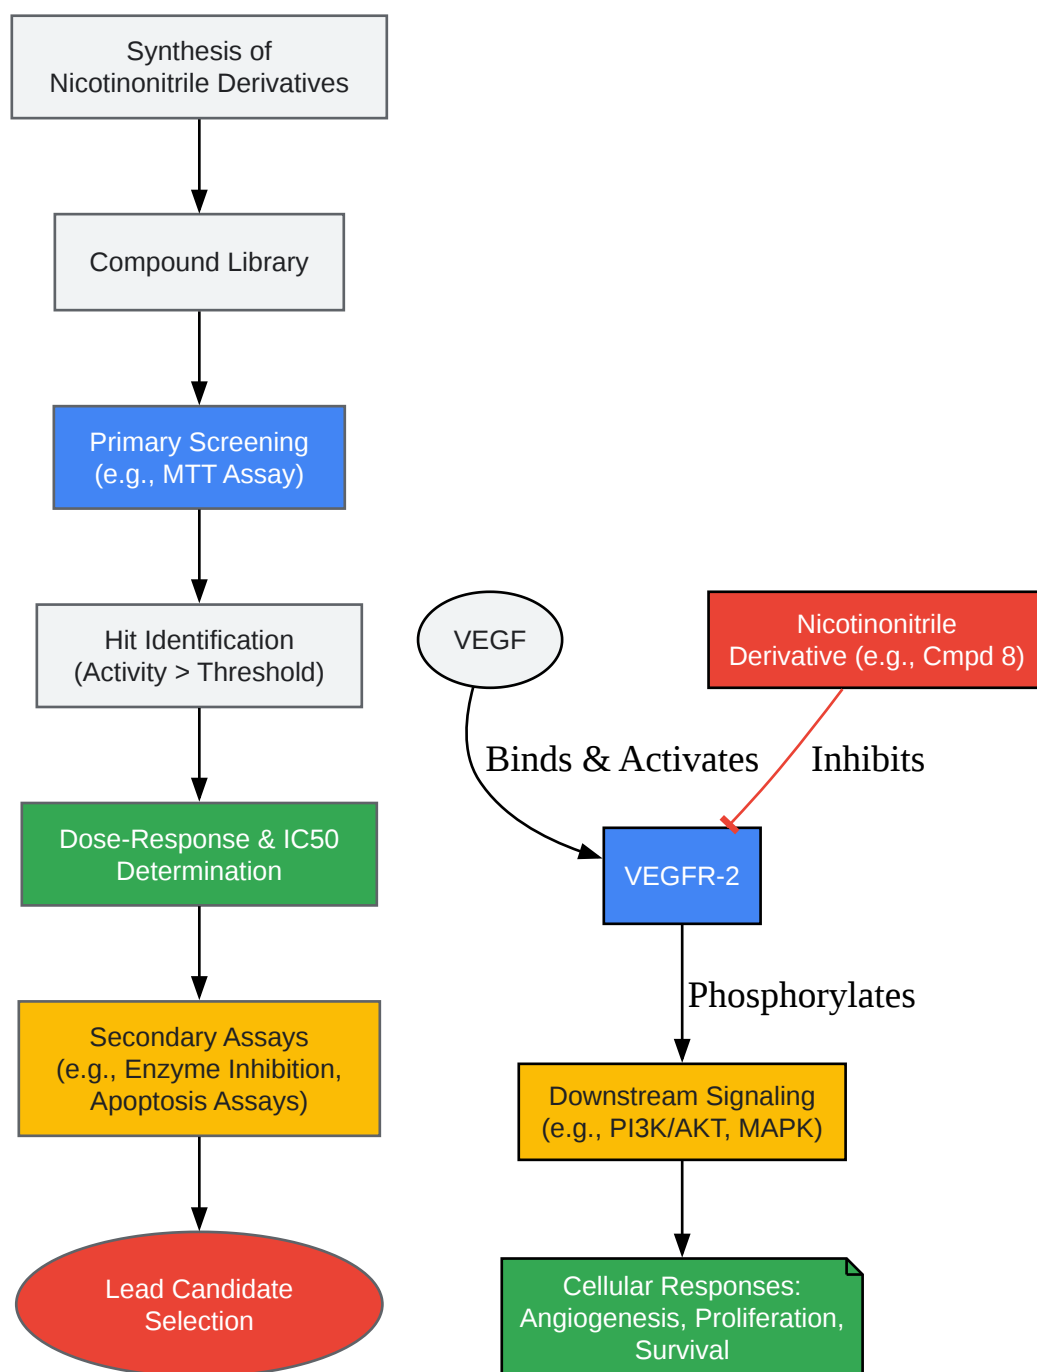 Synthesis of
Nicotinonitrile Derivatives
Compound Library
Primary Screening
(e.g., MTT Assay)
Hit Identification
(Activity > Threshold)
Dose-Response & IC50
Determination
Secondary Assays
(e.g., Enzyme Inhibition,
Apoptosis Assays)
Lead Candidate
Selection
VEGF
Nicotinonitrile
Derivative (e.g., Cmpd 8)
Binds & Activates
Inhibits
VEGFR-2
Phosphorylates
Downstream Signaling
(e.g., PI3K/AKT, MAPK)
Cellular Responses:
Angiogenesis, Proliferation,
Survival